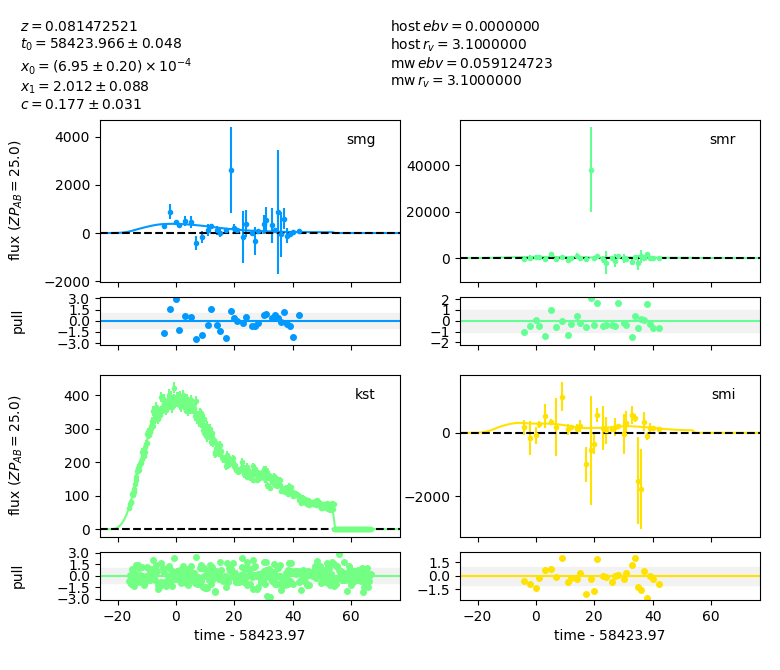 z = 0.081472521
t₀ = 58423.966 ± 0.048
x₀ = (6.95 ± 0.20) × 10⁻⁴
x₁ = 2.012 ± 0.088
c = 0.177 ± 0.031
host ebv = 0.0000000
host r_v = 3.1000000
mw ebv = 0.059124723
mw r_v = 3.1000000
smg
4000
2000
0
−2000
flux (ZP_AB = 25.0)
smr
40000
20000
0
3.0
1.5
0.0
−1.5
−3.0
pull
2
1
0
−1
−2
kst
400
300
200
100
0
flux (ZP_AB = 25.0)
smi
0
−2000
3.0
1.5
0.0
−1.5
−3.0
pull
1.5
0.0
−1.5
−20 0 20 40 60
time - 58423.97
−20 0 20 40 60
time - 58423.97